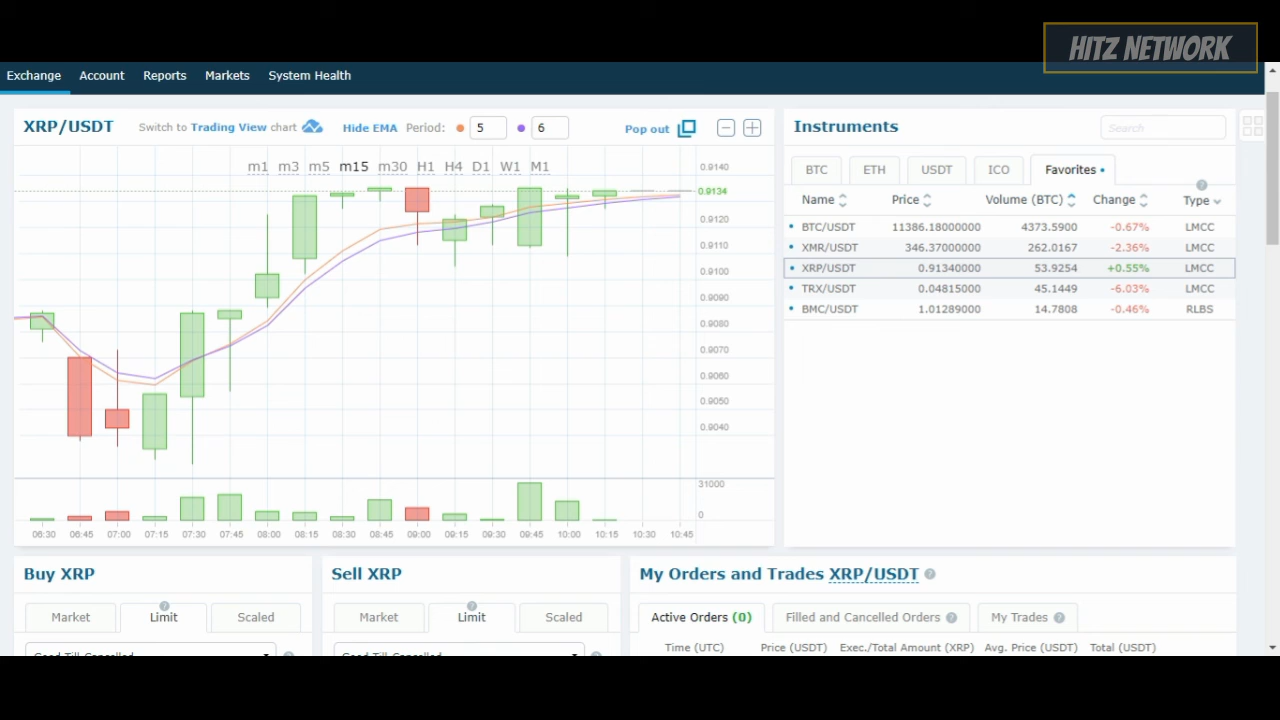 HITZ NETWORK
Exchange Account Reports Markets System Health
XRP/USDT Switch to Trading View chart Hide EMA Period: 5 6 Pop out
m1 m3 m5 m15 m30 H1 H4 D1 W1 M1
0.9140
0.9134
0.9120
0.9110
0.9100
0.9090
0.9080
0.9070
0.9060
0.9050
0.9040
31000
0
06:30 06:45 07:00 07:15 07:30 07:45 08:00 08:15 08:30 08:45 09:00 09:15 09:30 09:45 10:00 10:15 10:30 10:45
Instruments Search
BTC ETH USDT ICO Favorites
Name Price Volume (BTC) Change Type
BTC/USDT 11386.18000000 4373.5900 -0.67% LMCC
XMR/USDT 346.37000000 262.0167 -2.36% LMCC
XRP/USDT 0.91340000 53.9254 +0.55% LMCC
TRX/USDT 0.04815000 45.1449 -6.03% LMCC
BMC/USDT 1.01289000 14.7808 -0.46% RLBS
Buy XRP
Market Limit Scaled
Good Till Cancelled
Sell XRP
Market Limit Scaled
Good Till Cancelled
My Orders and Trades XRP/USDT
Active Orders (0) Filled and Cancelled Orders My Trades
Time (UTC) Price (USDT) Exec./Total Amount (XRP) Avg. Price (USDT) Total (USDT)